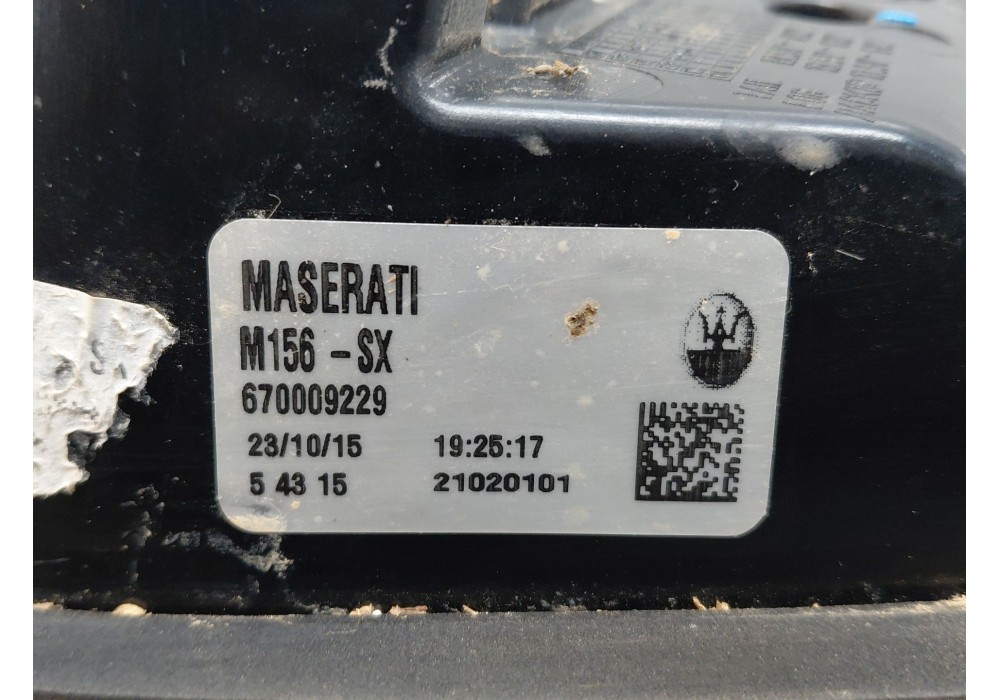 MASERATI
M156 - SX
670009229
23/10/15 19:25:17
5 43 15 21020101